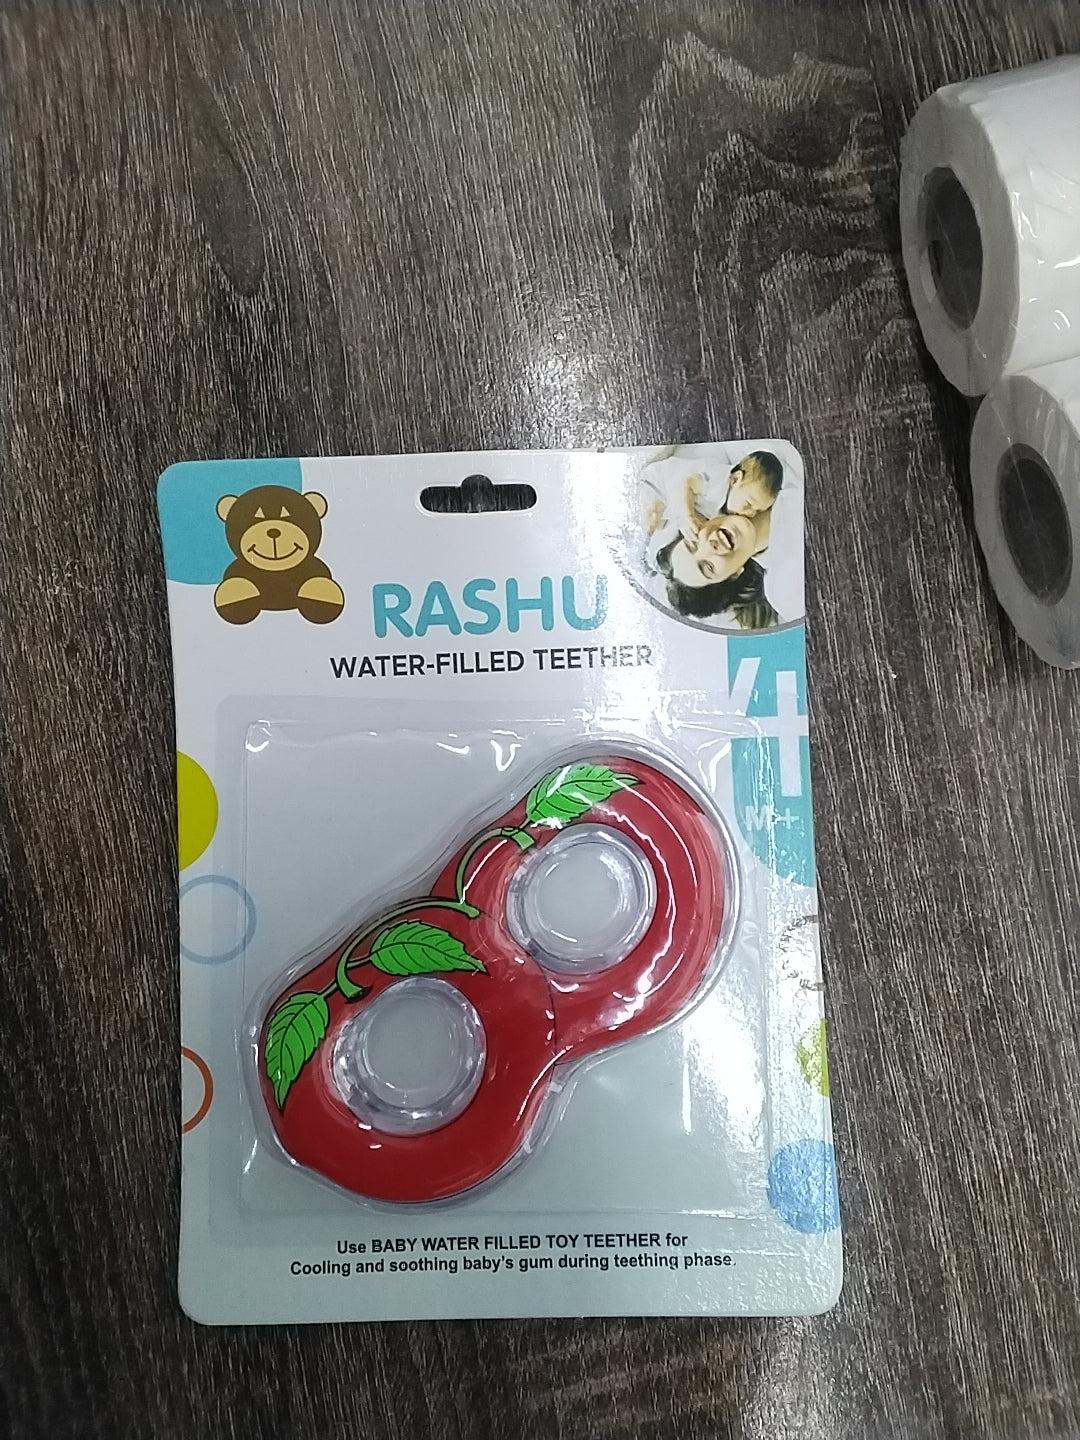 RASHU
WATER-FILLED TEETHER
4+
M+
Use BABY WATER FILLED TOY TEETHER for
Cooling and soothing baby's gum during teething phase.